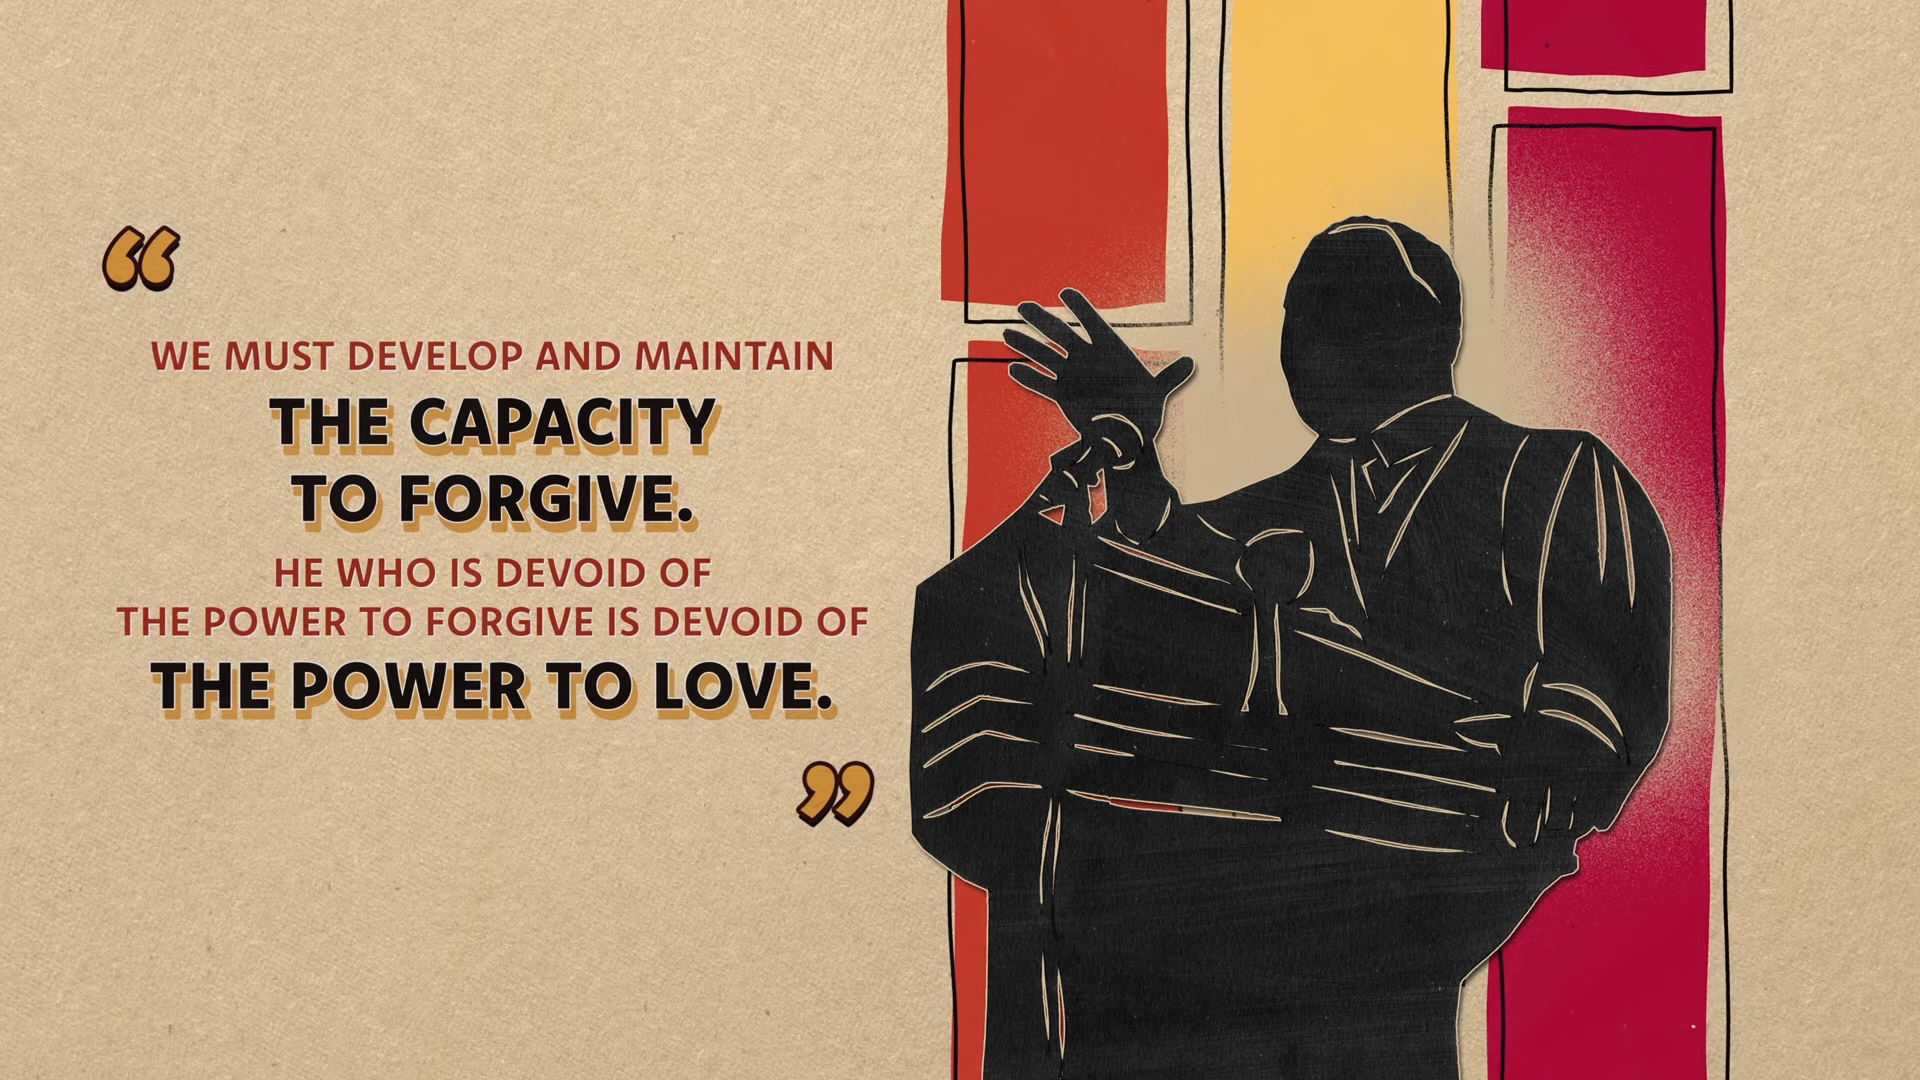 “
WE MUST DEVELOP AND MAINTAIN
THE CAPACITY
TO FORGIVE.
HE WHO IS DEVOID OF
THE POWER TO FORGIVE IS DEVOID OF
THE POWER TO LOVE.
”